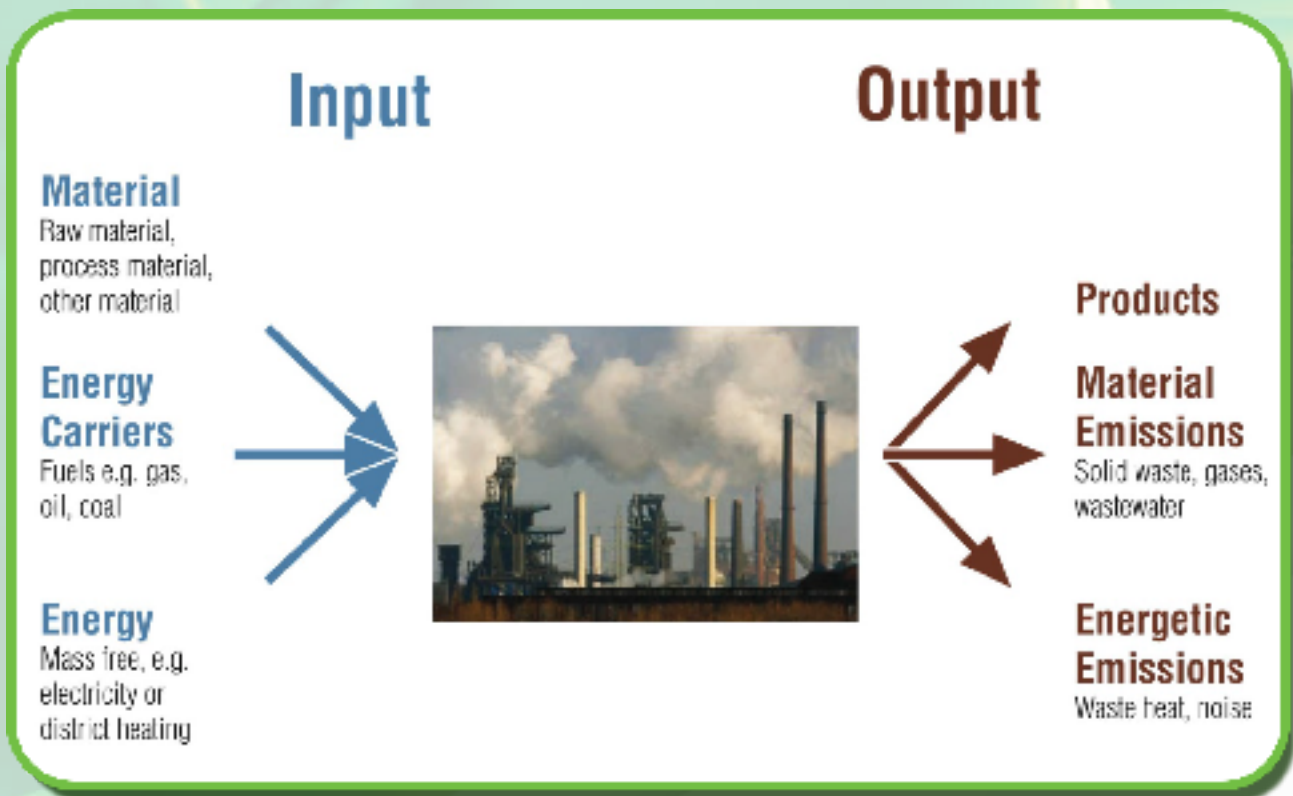 Input
Output
Material
Raw material,
process material,
other material
Energy
Carriers
Fuels e.g. gas,
oil, coal
Energy
Mass free, e.g.
electricity or
district heating
Products
Material
Emissions
Solid waste, gases,
wastewater
Energetic
Emissions
Waste heat, noise